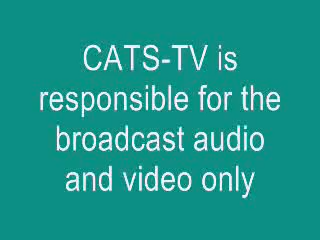 CATS-TV is
responsible for the
broadcast audio
and video only